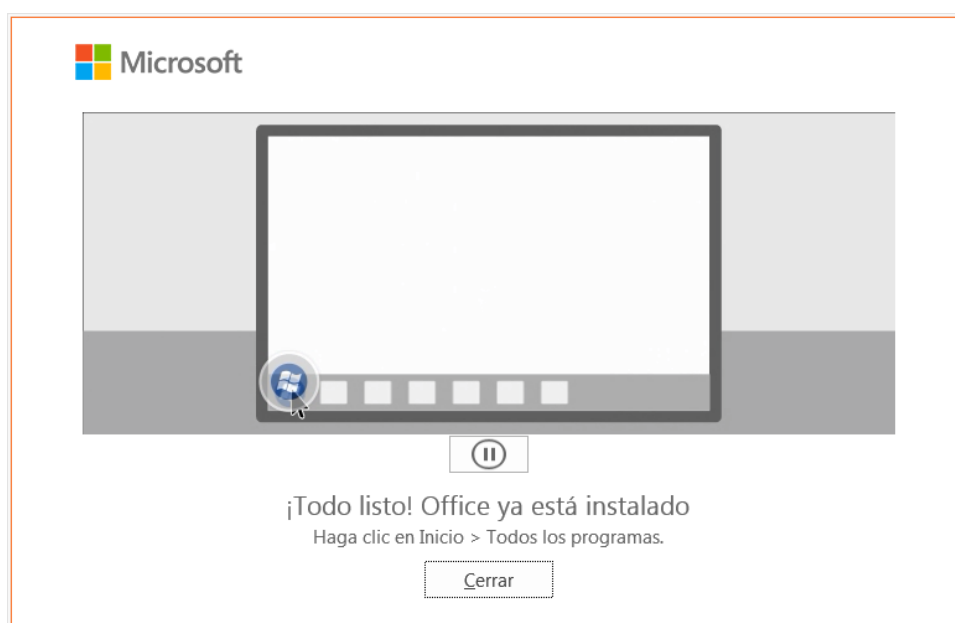 Microsoft
¡Todo listo! Office ya está instalado
Haga clic en Inicio > Todos los programas.
Cerrar